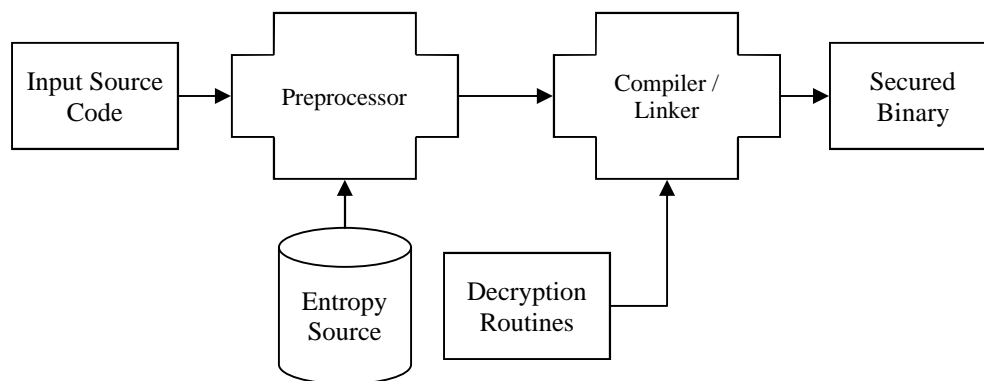 Input Source
Code
Preprocessor
Compiler /
Linker
Secured
Binary
Entropy
Source
Decryption
Routines